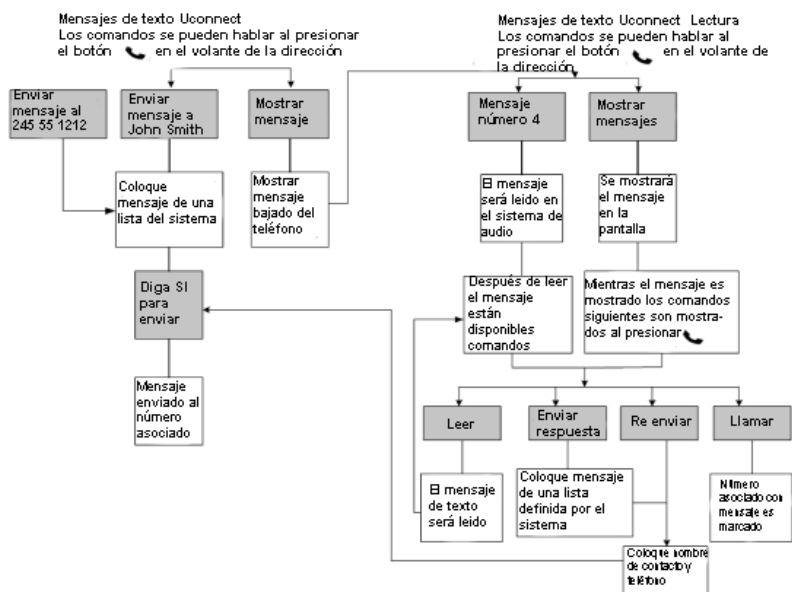 Mensajes de texto Uconnect
Los comandos se pueden hablar al presionar
el botón en el volante de la dirección
Mensajes de texto Uconnect Lectura
Los comandos se pueden hablar al
presionar el botón en el volante de
la dirección
Enviar
mensaje al
245 55 1212
Enviar
mensaje a
John Smith
Mostrar
mensaje
Mensaje
número 4
Mostrar
mensajes
Coloque
mensaje de una
lista del sistema
Mostrar
mensaje
bajado del
teléfono
El mensaje
será leido en
el sistema de
audio
Se mostrará
el mensaje
en la
pantalla
Diga SI
para
enviar
Después de leer
el mensaje
están
disponibles
comandos
Mientras el mensaje es
mostrado los comandos
siguientes son mostra-
dos al presionar
Mensaje
enviado al
número
asociado
Leer
Enviar
respuesta
Re enviar
Llamar
El mensaje
de texto
será leido
Coloque mensaje
de una lista
definida por el
sistema
Número
asociado con
mensaje es
marcado
Coloque nombre
de contacto y
teléfono